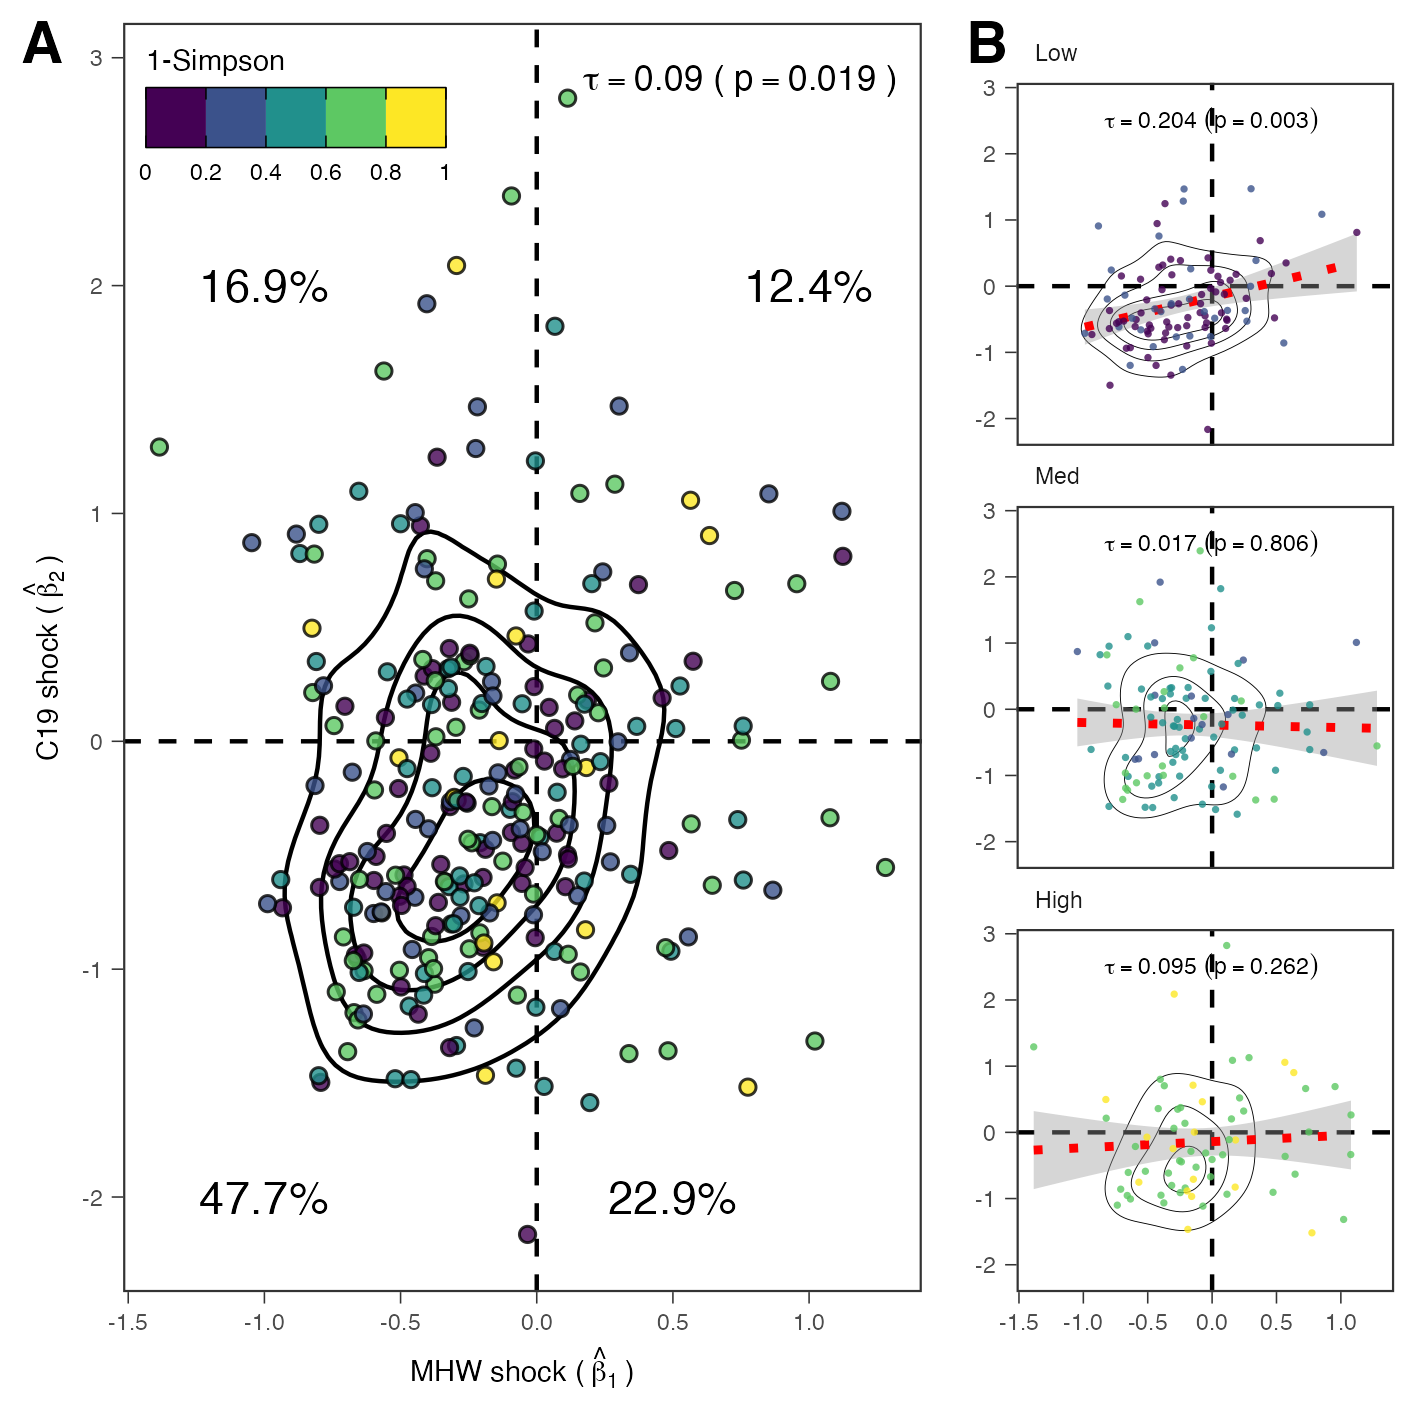 A
1-Simpson
0 0.2 0.4 0.6 0.8 1
τ = 0.09 ( p = 0.019 )
16.9%
12.4%
47.7%
22.9%
3
2
1
0
-1
-2
C19 shock ( β̂2 )
-1.5 -1.0 -0.5 0.0 0.5 1.0
MHW shock ( β̂1 )
B
Low
τ = 0.204 (p = 0.003)
3
2
1
0
-1
-2
Med
τ = 0.017 (p = 0.806)
3
2
1
0
-1
-2
High
τ = 0.095 (p = 0.262)
3
2
1
0
-1
-2
-1.5 -1.0 -0.5 0.0 0.5 1.0